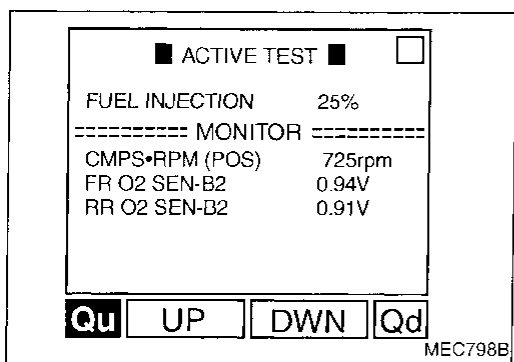 ■ ACTIVE TEST ■
FUEL INJECTION 25%
========== MONITOR ==========
CMPS•RPM (POS) 725rpm
FR O2 SEN-B2 0.94V
RR O2 SEN-B2 0.91V
Qu UP DWN Qd
MEC798B